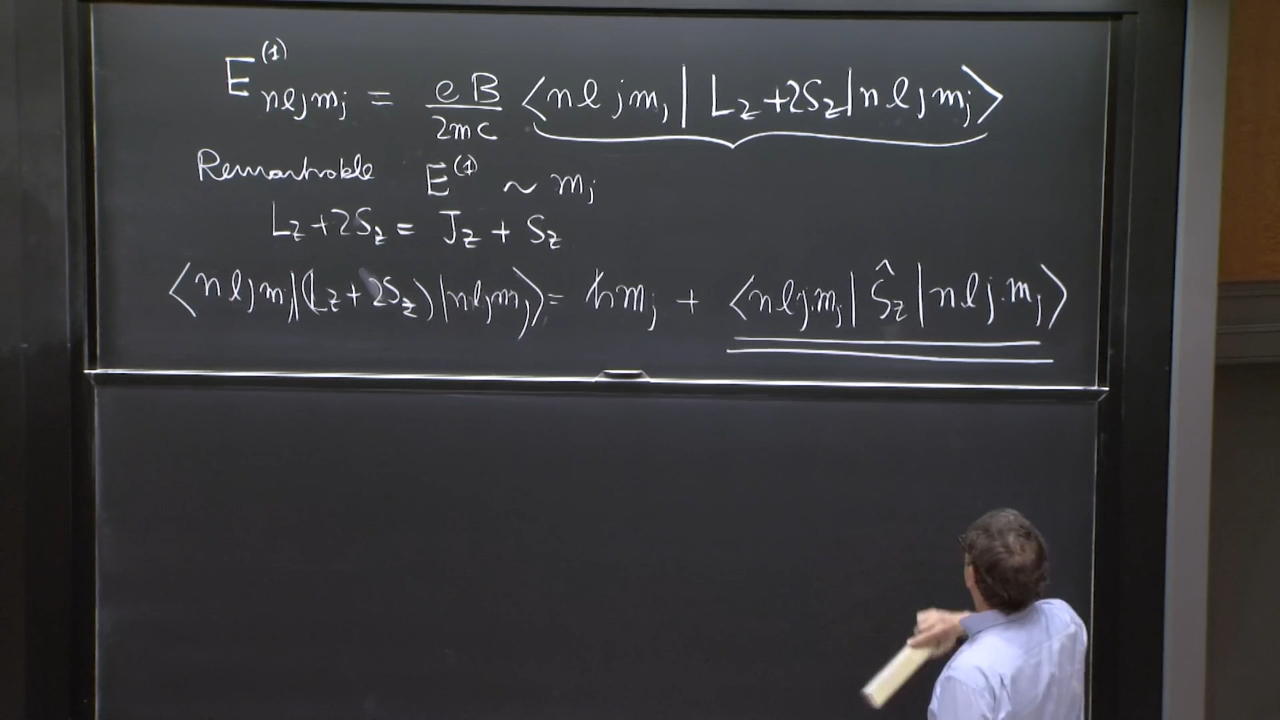 E^{(1)}_{nℓjm_j} = \frac{eB}{2mc} ⟨nℓjm_j| L_z+2S_z |nℓjm_j⟩
Remarkable E^{(1)} ~ m_j
L_z+2S_z = J_z + S_z
⟨nℓjm_j|(L_z+2S_z)|nℓjm_j⟩ = ℏm_j + ⟨nℓjm_j| Ŝ_z |nℓjm_j⟩